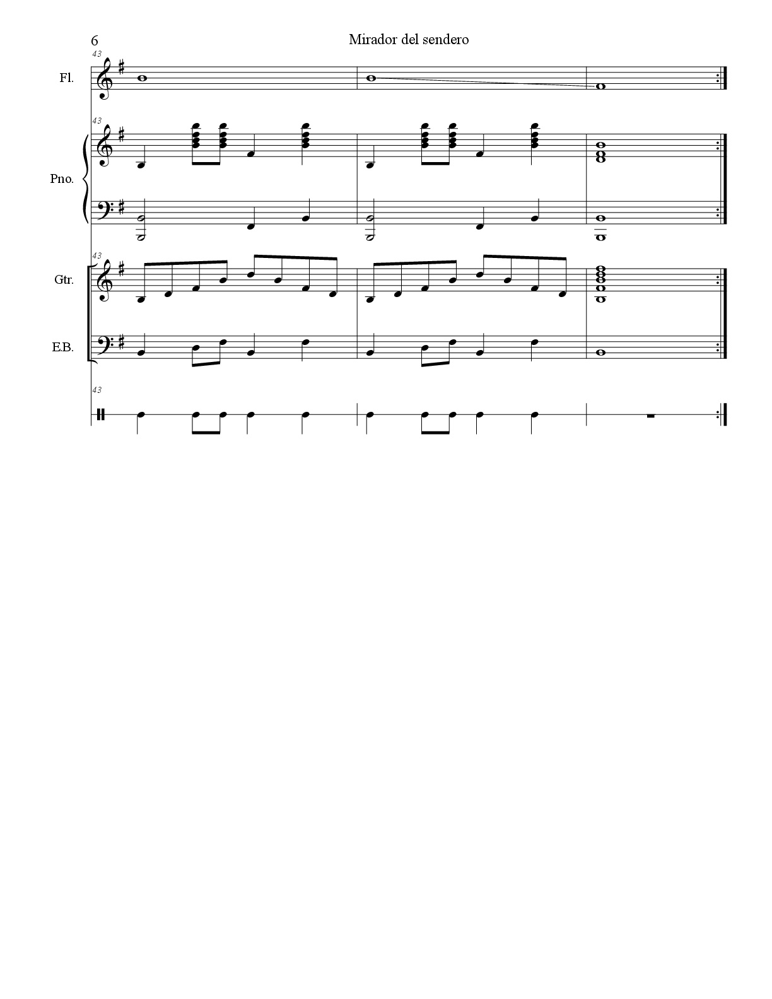 6
Mirador del sendero
43
Fl.
43
Pno.
43
Gtr.
E.B.
43